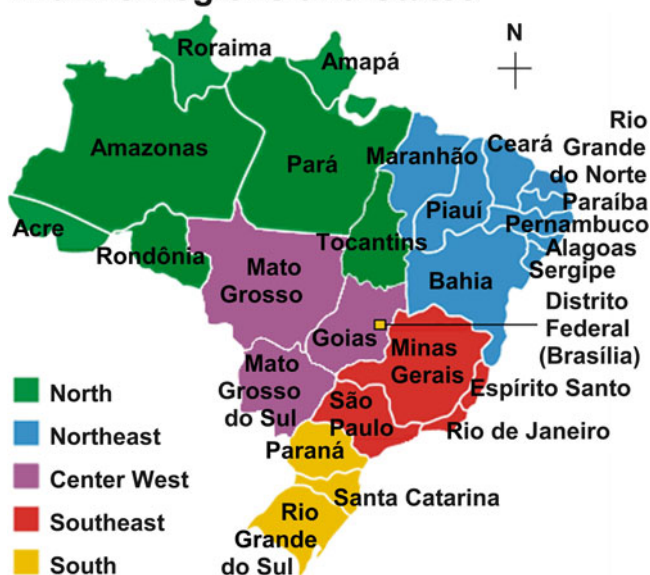 Roraima
Amapá
N
Amazonas
Pará
Maranhão
Ceará
Rio
Grande
do Norte
Paraíba
Piauí
Pernambuco
Acre
Rondônia
Tocantins
Alagoas
Sergipe
Mato
Grosso
Bahia
Distrito
Federal
(Brasília)
Goias
Minas
Gerais
Mato
Grosso
do Sul
Espírito Santo
São
Paulo
Rio de Janeiro
Paraná
Santa Catarina
Rio
Grande
do Sul
North
Northeast
Center West
Southeast
South